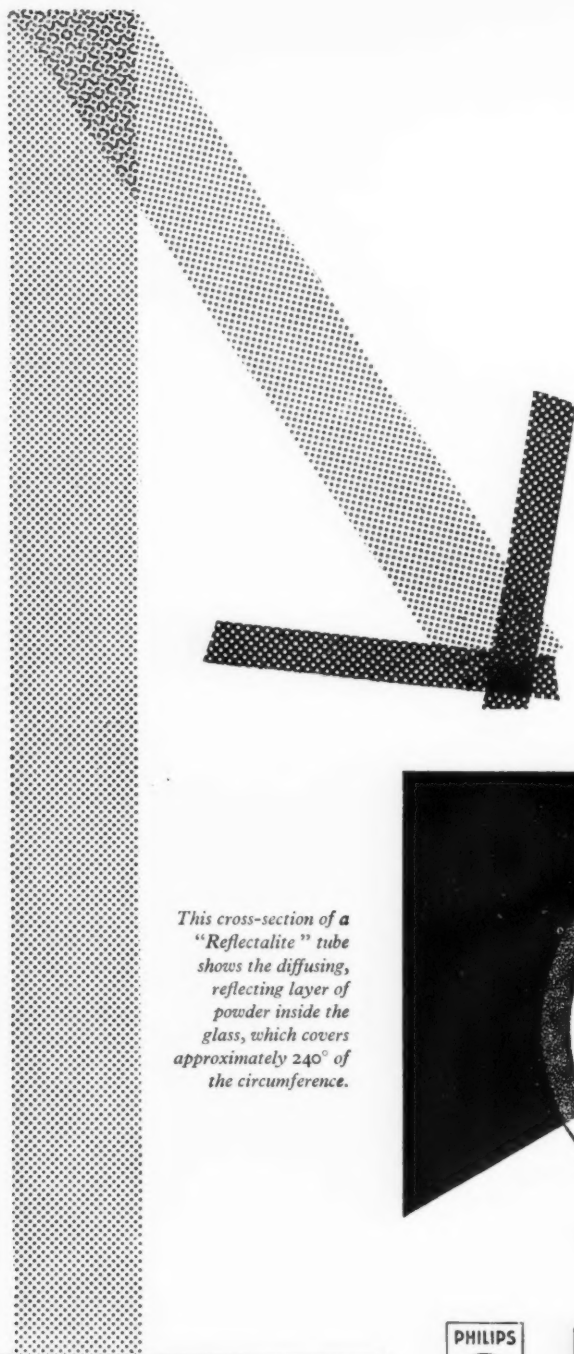 This cross-section of a
“Reflectalite” tube
shows the diffusing,
reflecting layer of
powder inside the
glass, which covers
approximately 240° of
the circumference.
PHILIPS